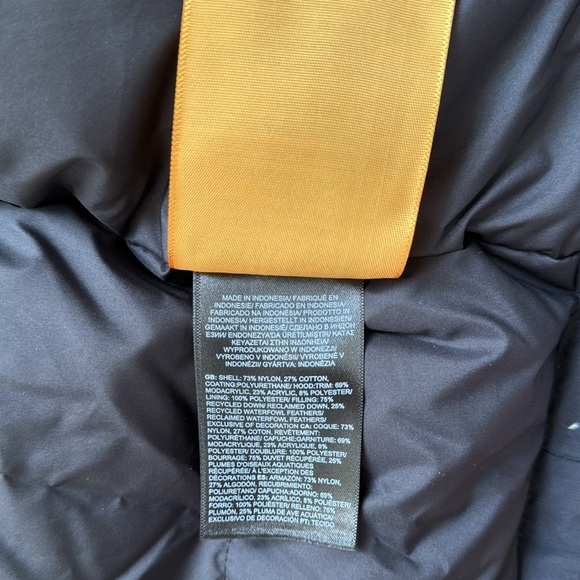 MADE IN INDONESIA/ FABRIQUÉ EN
INDONESIE/ FABRICADO EN INDONESIA/
FABRICADO NA INDONÉSIA/ PRODOTTO IN
INDONESIA/ HERGESTELLT IN INDONESIEN/
GEMAAKT IN INDONESIË/ СДЕЛАНО В ИНДОН
ЕЗИИ/ ENDONEZYA'DA ÜRETİLMİŞTİR/ ΚΑΤΑΣ
ΚΕΥΑΖΕΤΑΙ ΣΤΗΝ ΙΝΔΟΝΗΣΙΑ/
WYPRODUKOWANO W INDONEZJI/
VYROBENO V INDONÉSII/ VYROBENÉ V
INDONÉZII/ GYÁRTVA: INDONÉZIA
GB: SHELL: 73% NYLON, 27% COTTON,
COATING:POLYURETHANE/ HOOD:TRIM: 69%
MODACRYLIC, 23% ACRYLIC, 8% POLYESTER/
LINING: 100% POLYESTER/ FILLING: 75%
RECYCLED DOWN/ RECLAIMED DOWN, 25%
RECYCLED WATERFOWL FEATHERS/
RECLAIMED WATERFOWL FEATHERS/
EXCLUSIVE OF DECORATION CA: COQUE: 73%
NYLON, 27% COTON, REVÊTEMENT:
POLYURÉTHANE/ CAPUCHE:GARNITURE: 69%
MODACRYLIQUE, 23% ACRYLIQUE, 8%
POLYESTER/ DOUBLURE: 100% POLYESTER/
BOURRAGE: 75% DUVET RÉCUPÉRÉE, 25%
PLUMES D'OISEAUX AQUATIQUES
RÉCUPÉRÉES/ À L'EXCEPTION DES
DÉCORATIONS ES: ARMAZÓN: 73% NYLON,
27% ALGODÓN, RECUBRIMIENTO:
POLIURETANO/ CAPUCHA:ADORNO: 69%
MODACRÍLICO, 23% ACRÍLICO, 8% POLIÉSTER/
FORRO: 100% POLIÉSTER/ RELLENO: 75%
PLUMÓN, 25% PLUMA DE AVE ACUÁTICA/
EXCLUSIVO DE DECORACIÓN PT: TECIDO